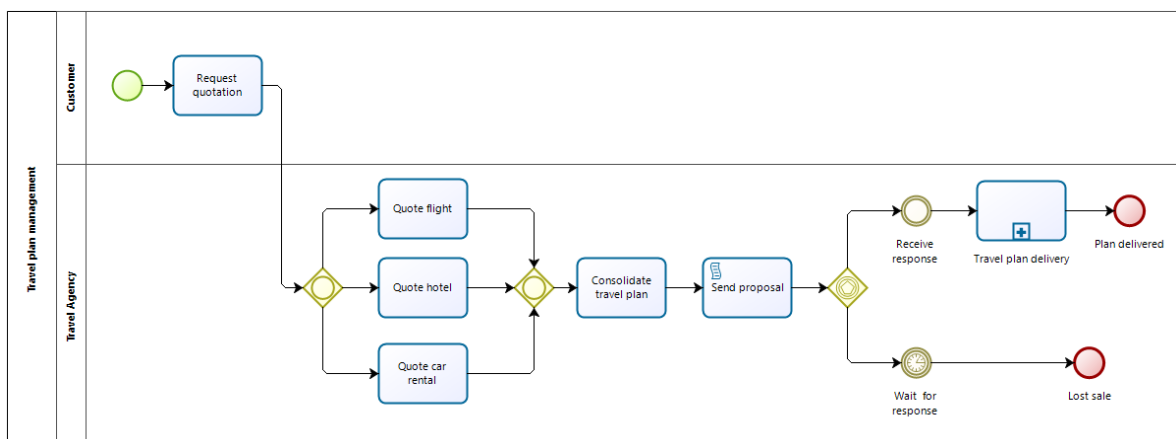 Travel plan management
Customer
Request
quotation
Travel Agency
Quote flight
Quote hotel
Quote car
rental
Consolidate
travel plan
Send proposal
Receive
response
Travel plan delivery
Plan delivered
Wait for
response
Lost sale